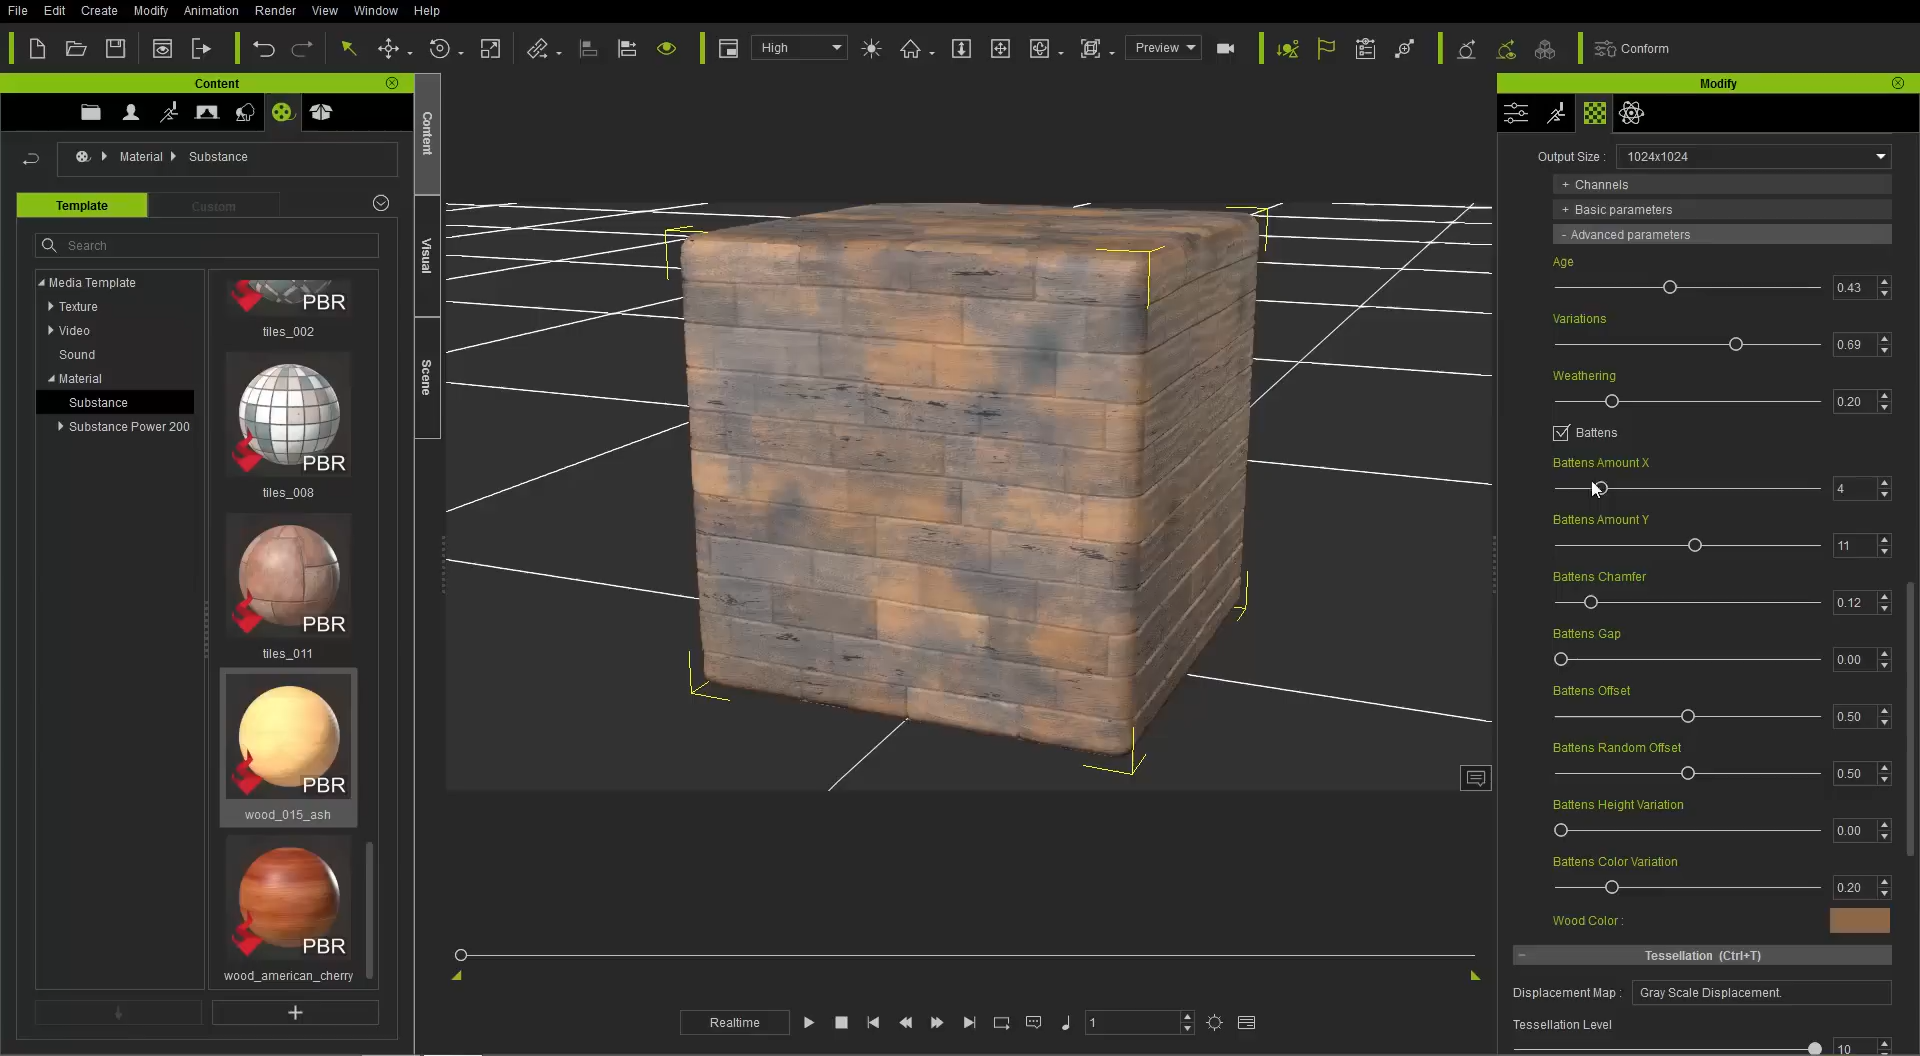 File Edit Create Modify Animation Render View Window Help
High
Preview
Conform
Content
Modify
Material Substance
Template
Custom
Search
Media Template
Texture
Video
Sound
Material
Substance
Substance Power 200
PBR
tiles_002
PBR
tiles_008
PBR
tiles_011
PBR
wood_015_ash
PBR
wood_american_cherry
Content
Visual
Scene
Output Size : 1024x1024
+ Channels
+ Basic parameters
- Advanced parameters
Age
0.43
Variations
0.69
Weathering
0.20
Battens
Battens Amount X
4
Battens Amount Y
11
Battens Chamfer
0.12
Battens Gap
0.00
Battens Offset
0.50
Battens Random Offset
0.50
Battens Height Variation
0.00
Battens Color Variation
0.20
Wood Color :
Tessellation (Ctrl+T)
Displacement Map : Gray Scale Displacement.
Tessellation Level
10
Realtime
1